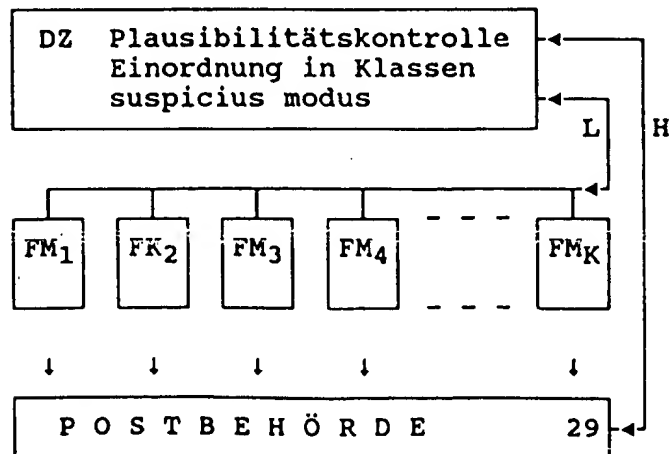 DZ Plausibilitätskontrolle
Einordnung in Klassen
suspicius modus
L H
FM1 FK2 FM3 FM4 FMK
POSTBEHÖRDE 29